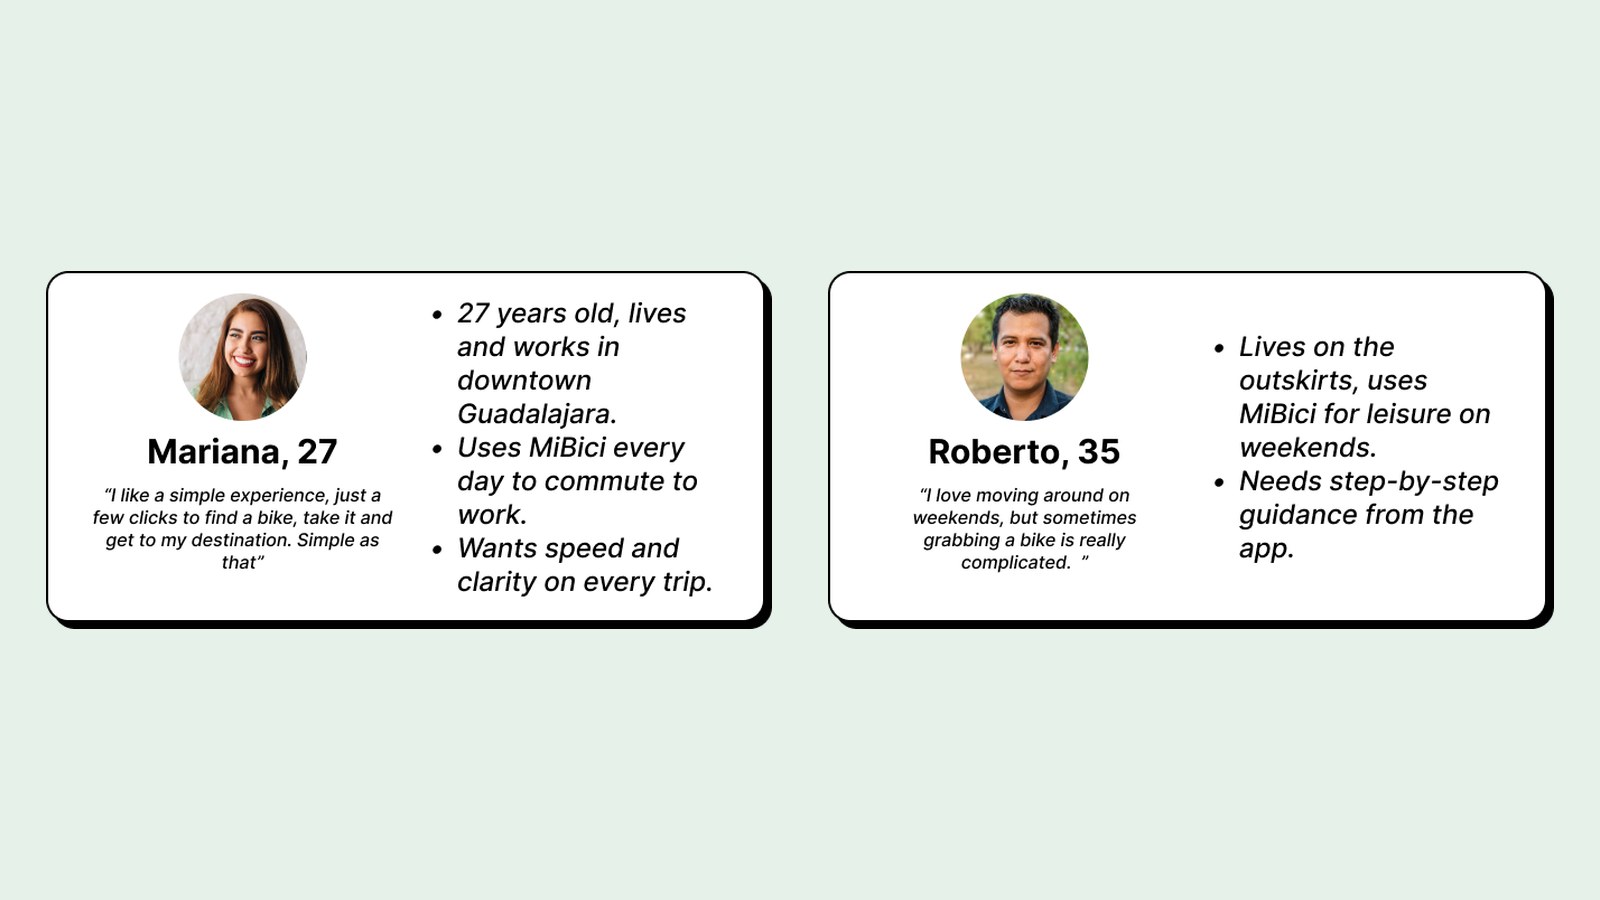 Mariana, 27
“I like a simple experience, just a
few clicks to find a bike, take it and
get to my destination. Simple as
that”
• 27 years old, lives
and works in
downtown
Guadalajara.
• Uses MiBici every
day to commute to
work.
• Wants speed and
clarity on every trip.
Roberto, 35
“I love moving around on
weekends, but sometimes
grabbing a bike is really
complicated.  ”
• Lives on the
outskirts, uses
MiBici for leisure on
weekends.
• Needs step-by-step
guidance from the
app.